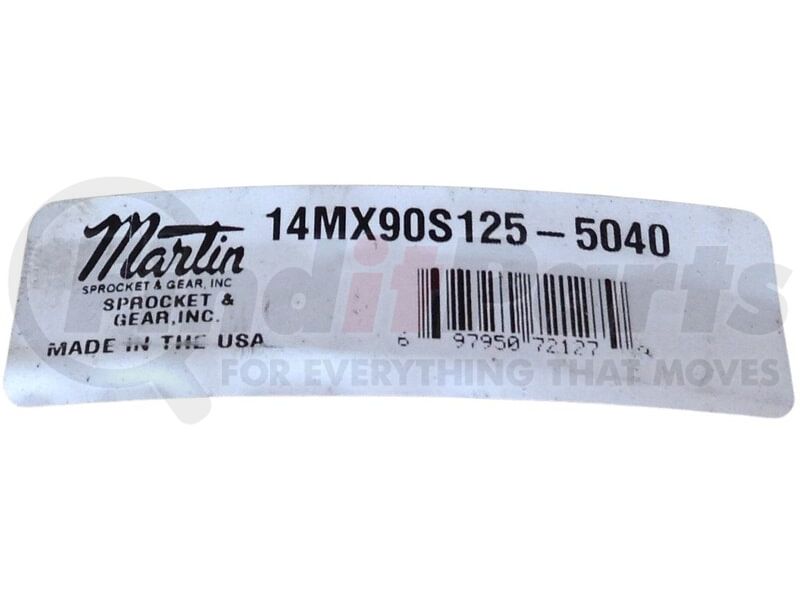 Martin 14MX90S125-5040
SPROCKET & GEAR, INC
SPROCKET &
GEAR, INC.
MADE IN THE USA
6 97950 72127
FinditParts
FOR EVERYTHING THAT MOVES